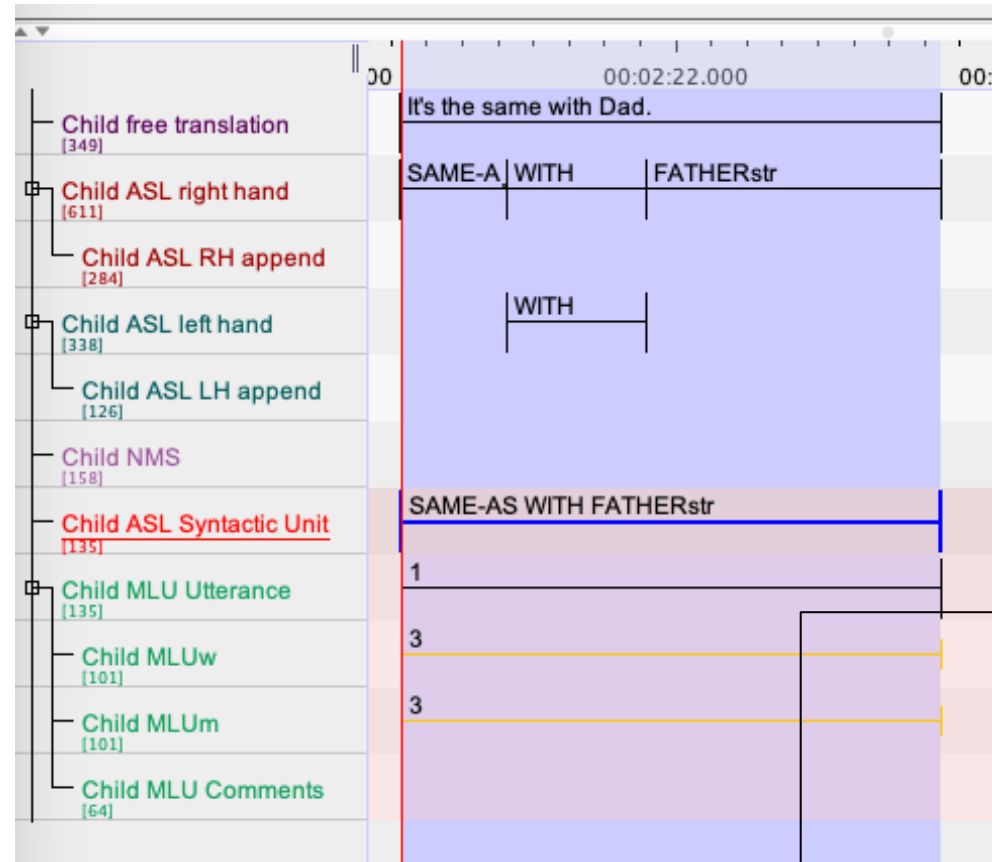 00 00:02:22.000 00:
Child free translation It's the same with Dad.
[349]
Child ASL right hand SAME-A. WITH FATHERstr
[611]
Child ASL RH append
[284]
Child ASL left hand WITH
[338]
Child ASL LH append
[126]
Child NMS
[158]
Child ASL Syntactic Unit SAME-AS WITH FATHERstr
[135]
Child MLU Utterance 1
[135]
Child MLUw 3
[101]
Child MLUm 3
[101]
Child MLU Comments
[64]